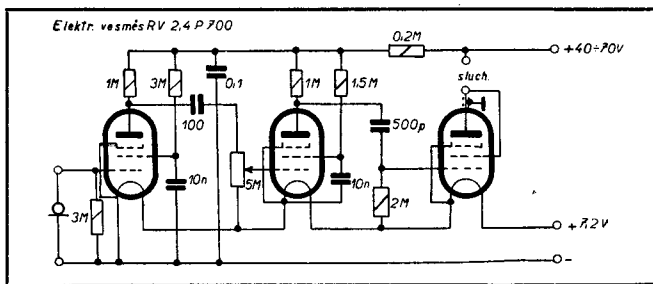 Elektr. vesměs RV 2,4 P 700
0,2M
+40÷70V
sluch.
1M
3M
0,1
1M
1,5M
100
500p
5M
10n
10n
3M
2M
+ 7,2V
-